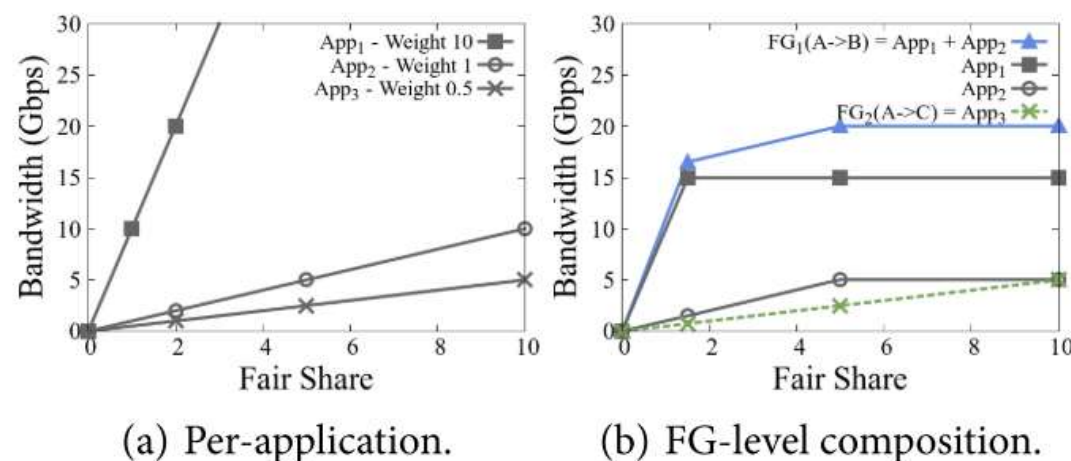 30
25
20
15
10
5
0
Bandwidth (Gbps)
App₁ - Weight 10
App₂ - Weight 1
App₃ - Weight 0.5
0 2 4 6 8 10
Fair Share
(a) Per-application.
30
25
20
15
10
5
0
Bandwidth (Gbps)
FG₁(A->B) = App₁ + App₂
App₁
App₂
FG₂(A->C) = App₃
0 2 4 6 8 10
Fair Share
(b) FG-level composition.